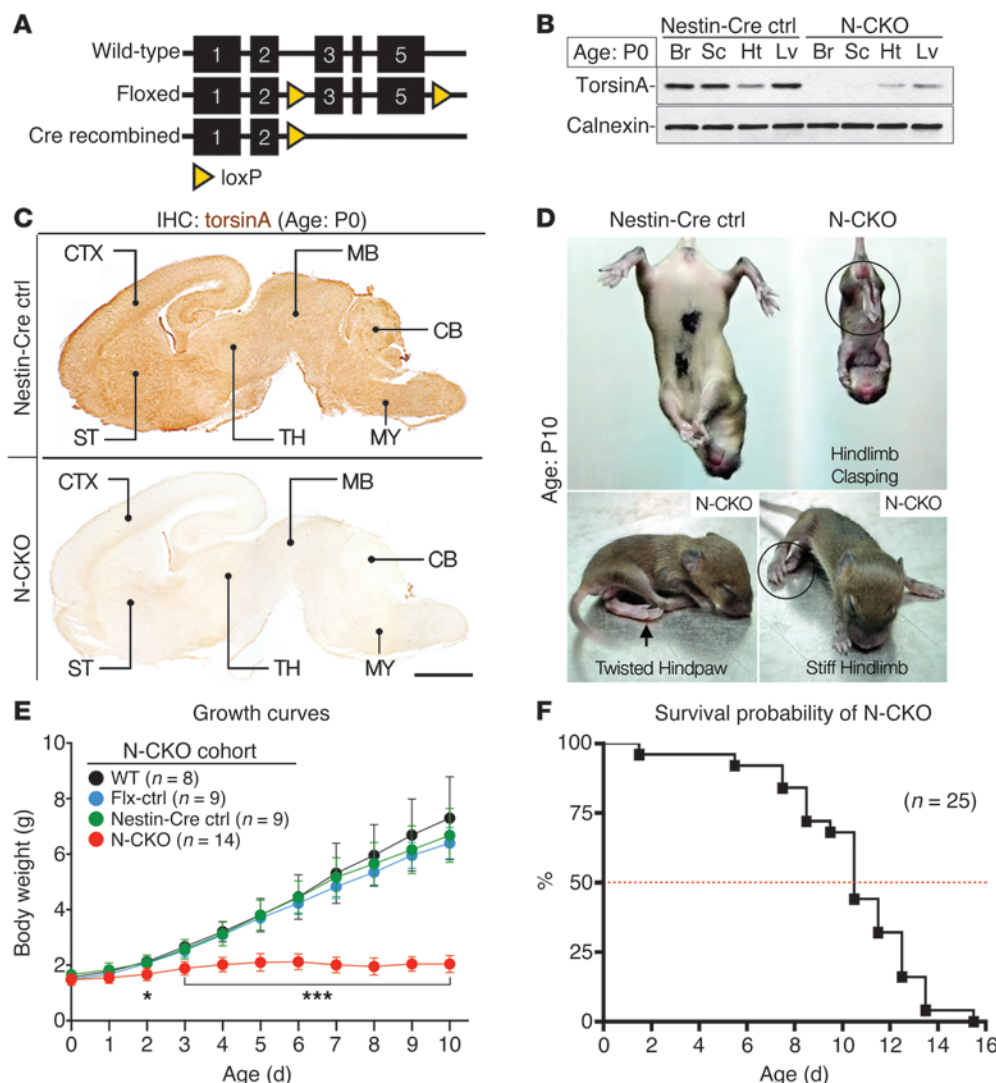 A
Wild-type
1 2 3 5
Floxed
1 2 3 5
Cre recombined
1 2
loxP
B
Nestin-Cre ctrl N-CKO
Age: P0 Br Sc Ht Lv Br Sc Ht Lv
TorsinA-
Calnexin-
C
IHC: torsinA (Age: P0)
Nestin-Cre ctrl
CTX MB
CB
ST TH MY
N-CKO
CTX MB
CB
ST TH MY
D
Nestin-Cre ctrl N-CKO
Age: P10
Hindlimb
Clasping
N-CKO N-CKO
Twisted Hindpaw Stiff Hindlimb
E
Growth curves
N-CKO cohort
WT (n = 8)
Flx-ctrl (n = 9)
Nestin-Cre ctrl (n = 9)
N-CKO (n = 14)
Body weight (g)
10
8
6
4
2
0
* ***
0 1 2 3 4 5 6 7 8 9 10
Age (d)
F
Survival probability of N-CKO
(n = 25)
%
100
75
50
25
0
0 2 4 6 8 10 12 14 16
Age (d)